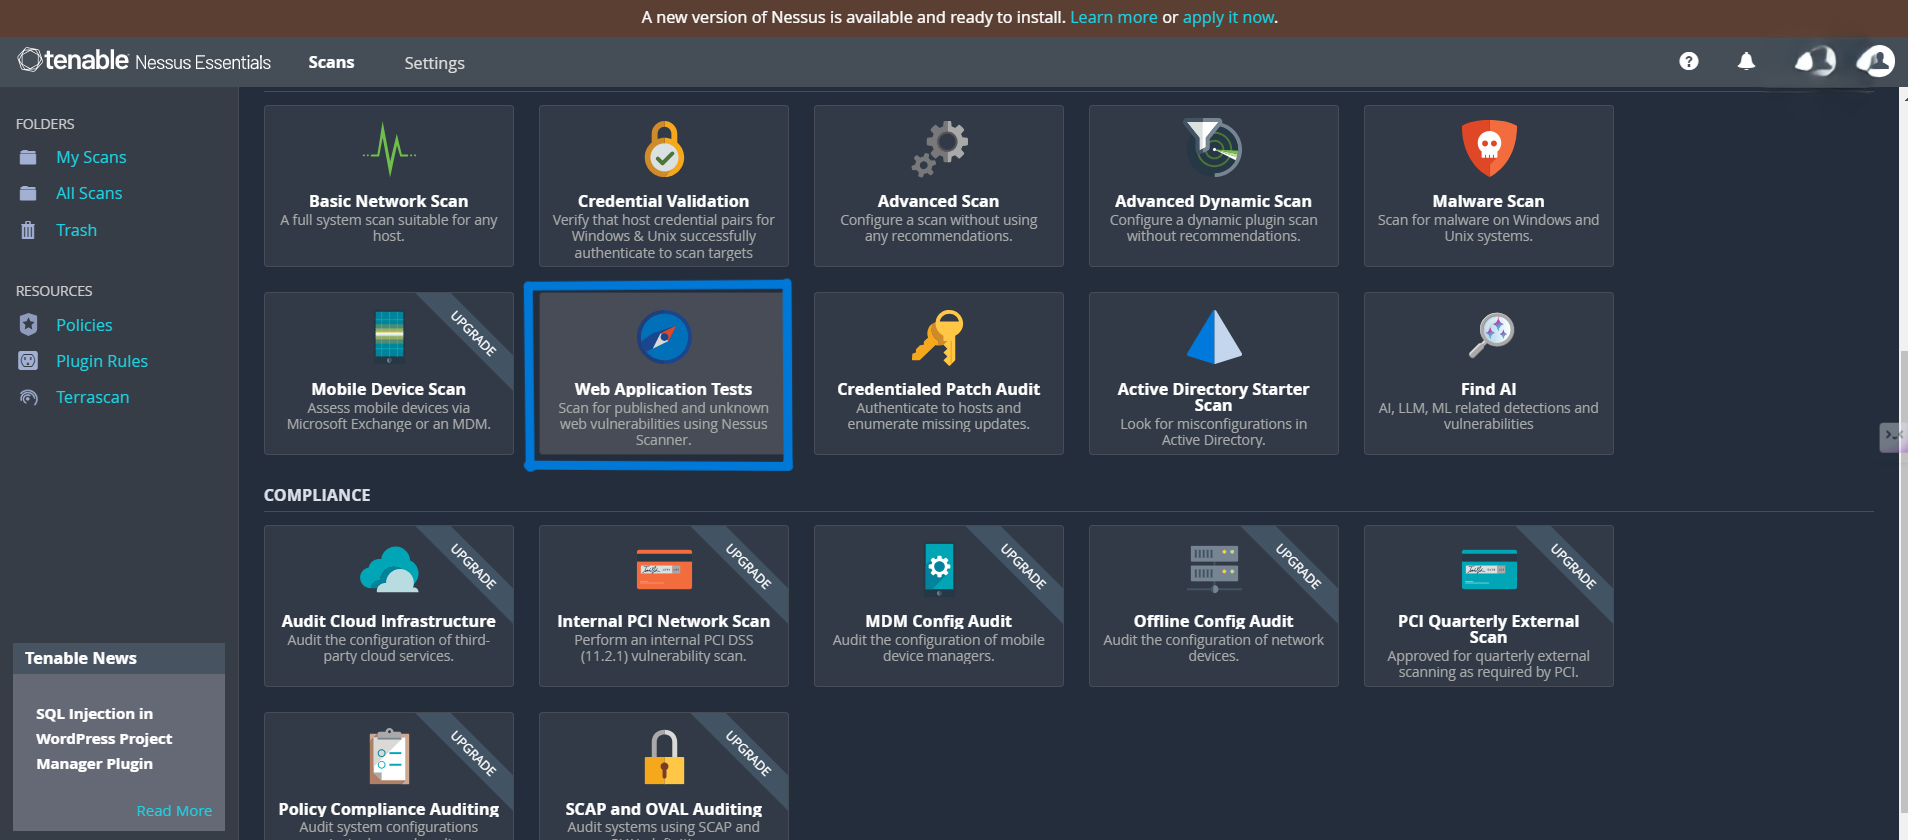 A new version of Nessus is available and ready to install. Learn more or apply it now.
tenable Nessus Essentials
Scans
Settings
FOLDERS
My Scans
All Scans
Trash
RESOURCES
Policies
Plugin Rules
Terrascan
Tenable News
SQL Injection in
WordPress Project
Manager Plugin
Read More
Basic Network Scan
A full system scan suitable for any
host.
Credential Validation
Verify that host credential pairs for
Windows & Unix successfully
authenticate to scan targets
Advanced Scan
Configure a scan without using
any recommendations.
Advanced Dynamic Scan
Configure a dynamic plugin scan
without recommendations.
Malware Scan
Scan for malware on Windows and
Unix systems.
UPGRADE
Mobile Device Scan
Assess mobile devices via
Microsoft Exchange or an MDM.
Web Application Tests
Scan for published and unknown
web vulnerabilities using Nessus
Scanner.
Credentialed Patch Audit
Authenticate to hosts and
enumerate missing updates.
Active Directory Starter
Scan
Look for misconfigurations in
Active Directory.
Find AI
AI, LLM, ML related detections and
vulnerabilities
COMPLIANCE
UPGRADE
Audit Cloud Infrastructure
Audit the configuration of third-
party cloud services.
UPGRADE
Internal PCI Network Scan
Perform an internal PCI DSS
(11.2.1) vulnerability scan.
UPGRADE
MDM Config Audit
Audit the configuration of mobile
device managers.
UPGRADE
Offline Config Audit
Audit the configuration of network
devices.
UPGRADE
PCI Quarterly External
Scan
Approved for quarterly external
scanning as required by PCI.
UPGRADE
Policy Compliance Auditing
Audit system configurations
UPGRADE
SCAP and OVAL Auditing
Audit systems using SCAP and